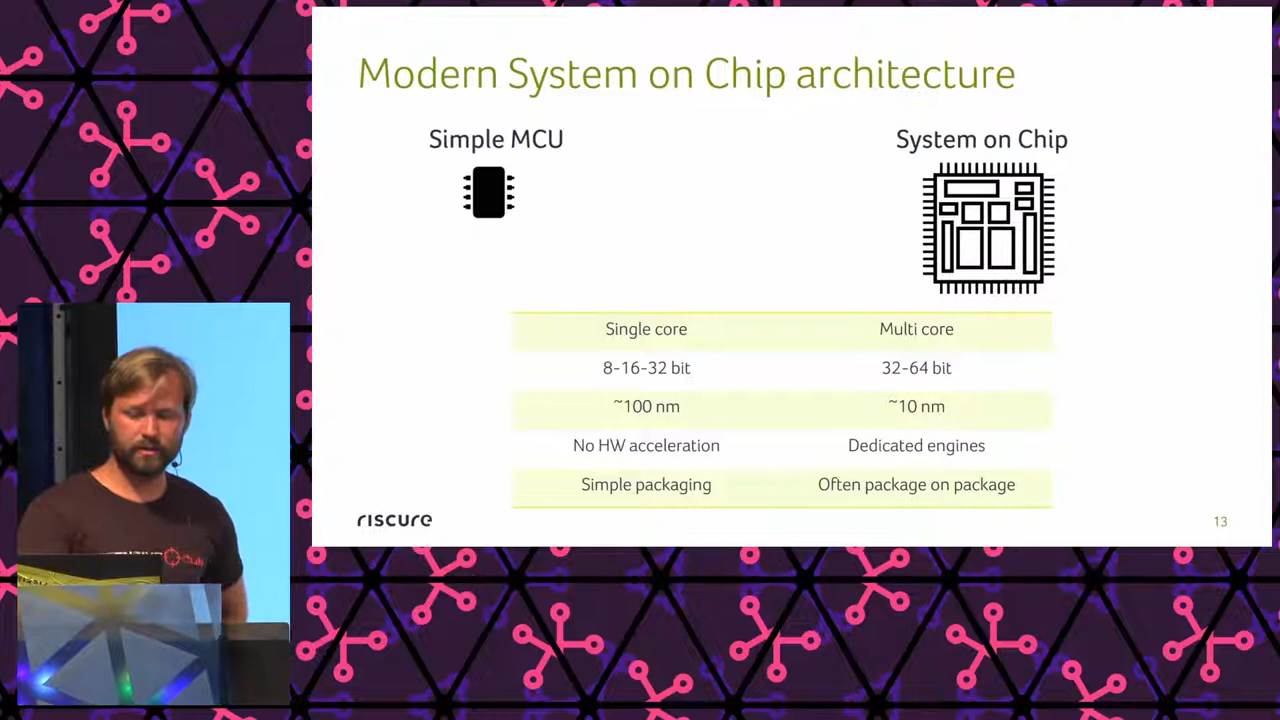 Modern System on Chip architecture
Simple MCU
System on Chip
Single core
Multi core
8-16-32 bit
32-64 bit
~100 nm
~10 nm
No HW acceleration
Dedicated engines
Simple packaging
Often package on package
riscure
13